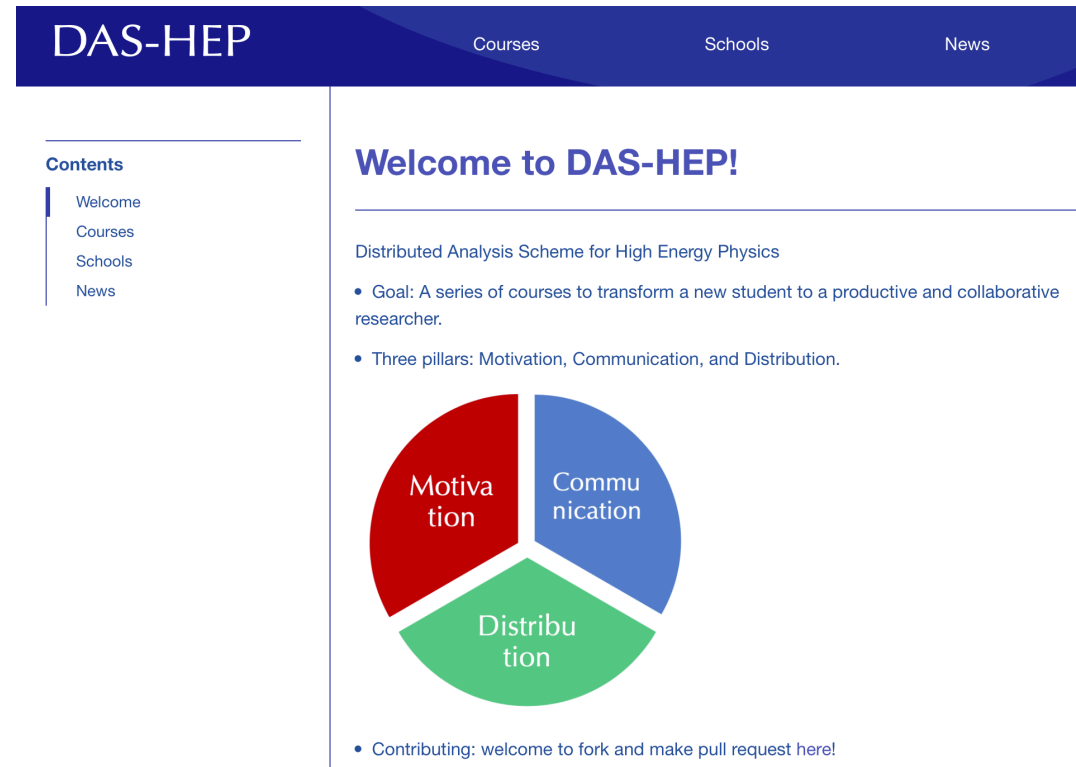 DAS-HEP
Courses
Schools
News
Contents
Welcome
Courses
Schools
News
Welcome to DAS-HEP!
Distributed Analysis Scheme for High Energy Physics
• Goal: A series of courses to transform a new student to a productive and collaborative
researcher.
• Three pillars: Motivation, Communication, and Distribution.
Motiva
tion
Commu
nication
Distribu
tion
• Contributing: welcome to fork and make pull request here!